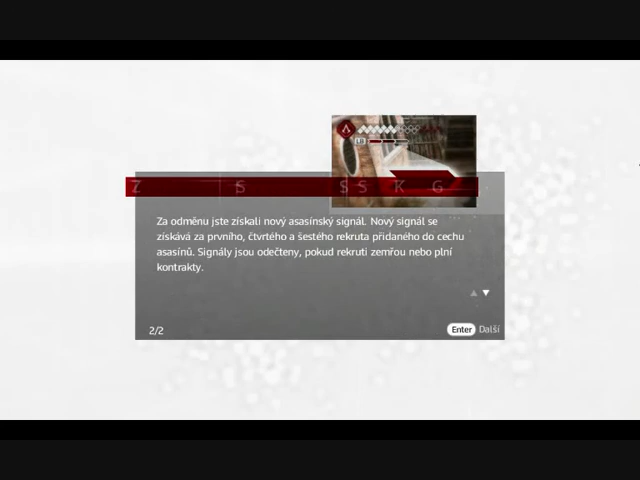 LB
Z S S S K G
Za odměnu jste získali nový asasínský signál. Nový signál se
získává za prvního, čtvrtého a šestého rekruta přidaného do cechu
asasínů. Signály jsou odečteny, pokud rekruti zemřou nebo plní
kontrakty.
2/2
Enter Další